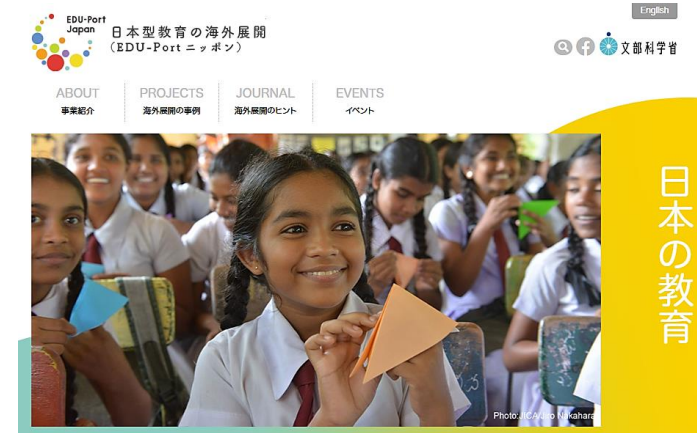 English
EDU-Port
Japan
日本型教育の海外展開
(EDU-Port ニッポン)
文部科学省
ABOUT
事業紹介
PROJECTS
海外展開の事例
JOURNAL
海外展開のヒント
EVENTS
イベント
日本の教育
Photo:JICA/Jiro Nakahara